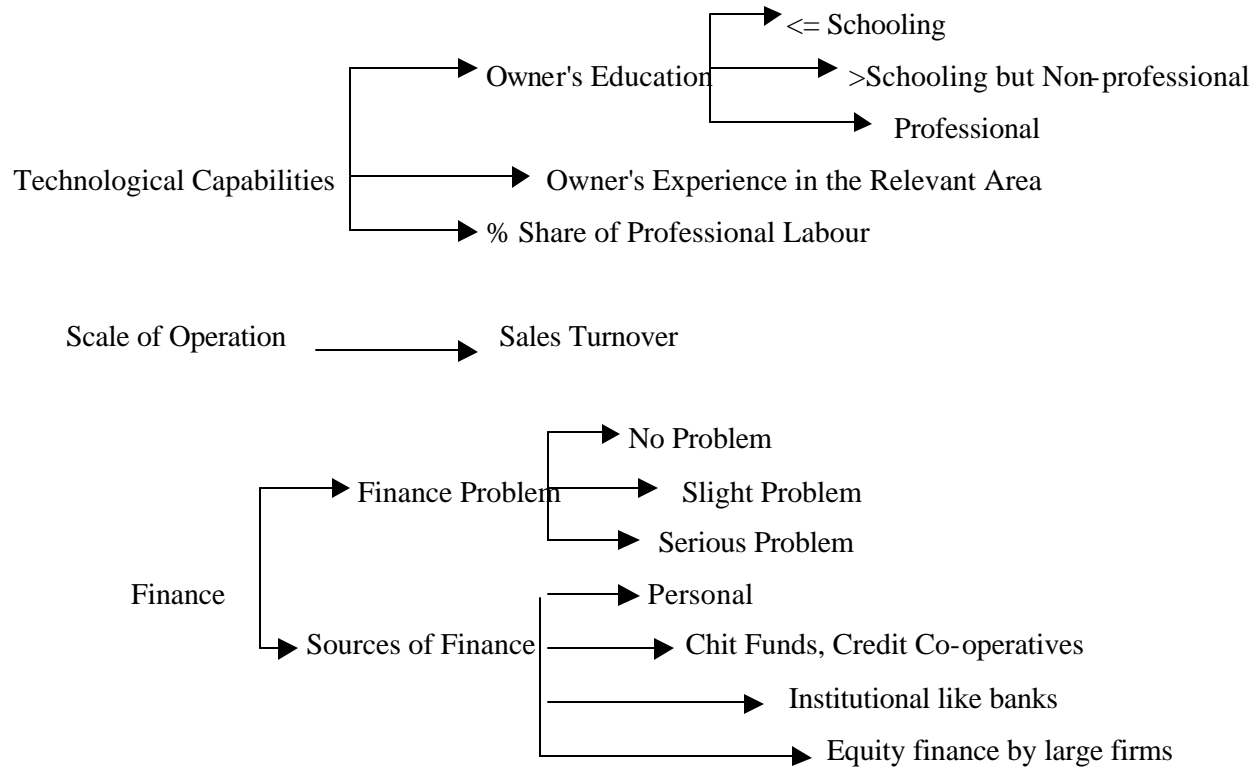 <= Schooling
Owner's Education
>Schooling but Non-professional
Professional
Technological Capabilities
Owner's Experience in the Relevant Area
% Share of Professional Labour
Scale of Operation
Sales Turnover
No Problem
Finance Problem
Slight Problem
Serious Problem
Finance
Personal
Sources of Finance
Chit Funds, Credit Co-operatives
Institutional like banks
Equity finance by large firms